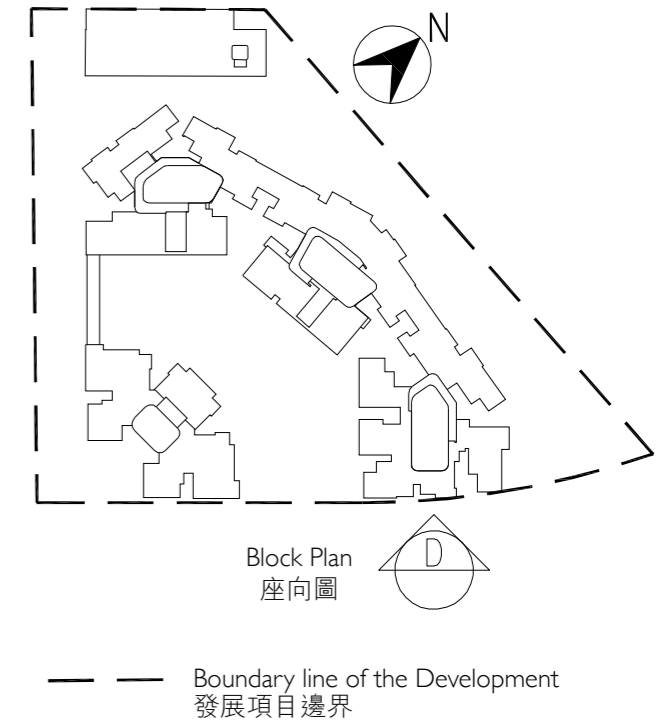 N
Block Plan
座向圖
D
Boundary line of the Development
發展項目邊界